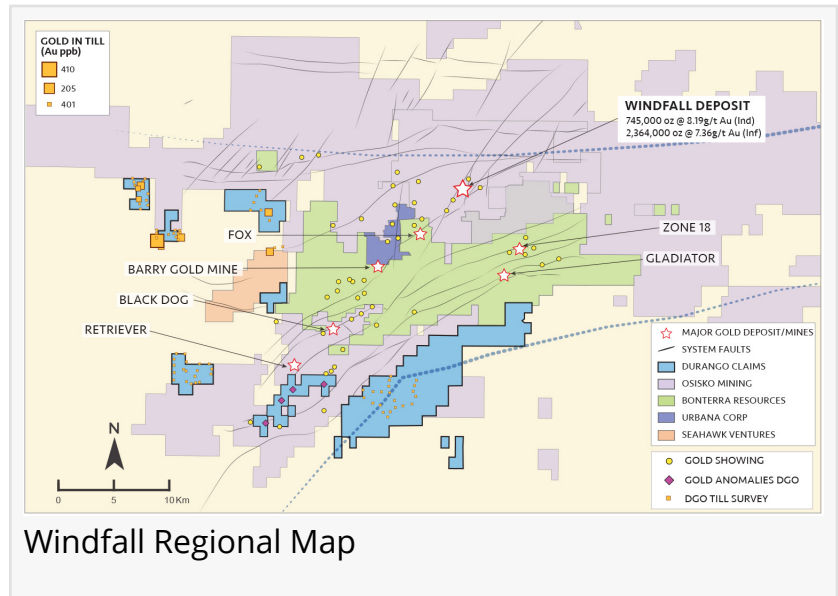 GOLD IN TILL
(Au ppb)
410
205
401
WINDFALL DEPOSIT
745,000 oz @ 8.19g/t Au (Ind)
2,364,000 oz @ 7.36g/t Au (Inf)
FOX
ZONE 18
BARRY GOLD MINE
GLADIATOR
BLACK DOG
RETRIEVER
MAJOR GOLD DEPOSIT/MINES
SYSTEM FAULTS
DURANGO CLAIMS
OSISKO MINING
BONTERRA RESOURCES
URBANA CORP
SEAHAWK VENTURES
GOLD SHOWING
GOLD ANOMALIES DGO
DGO TILL SURVEY
N
0 5 10 Km
Windfall Regional Map